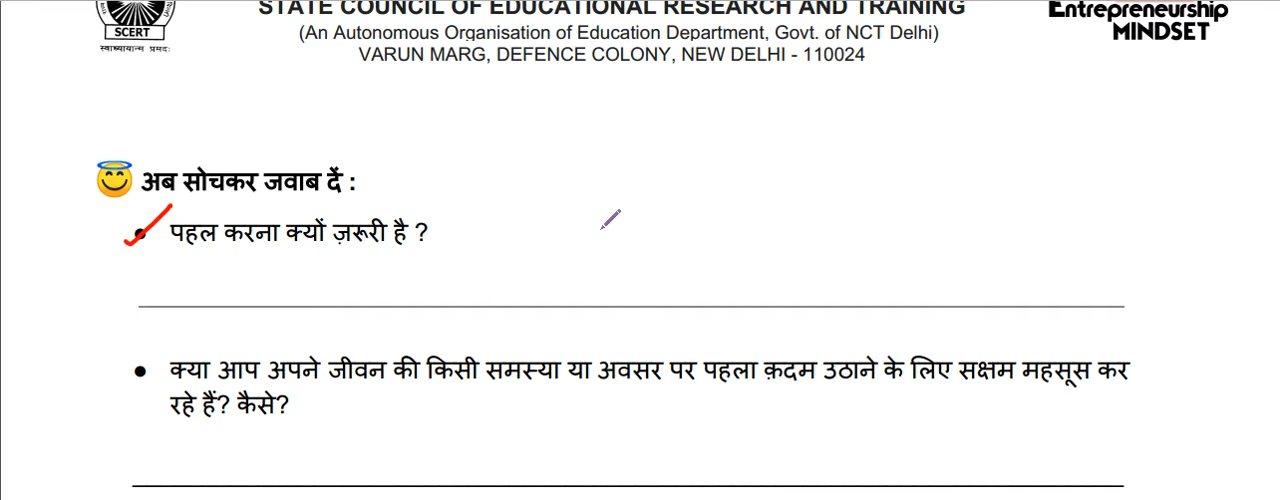 STATE COUNCIL OF EDUCATIONAL RESEARCH AND TRAINING
Entrepreneurship
(An Autonomous Organisation of Education Department, Govt. of NCT Delhi)
MINDSET
SCERT
स्वाध्यायान्म प्रमदः
VARUN MARG, DEFENCE COLONY, NEW DELHI - 110024
अब सोचकर जवाब दें :
● पहल करना क्यों ज़रूरी है ?
● क्या आप अपने जीवन की किसी समस्या या अवसर पर पहला क़दम उठाने के लिए सक्षम महसूस कर
रहे हैं? कैसे?